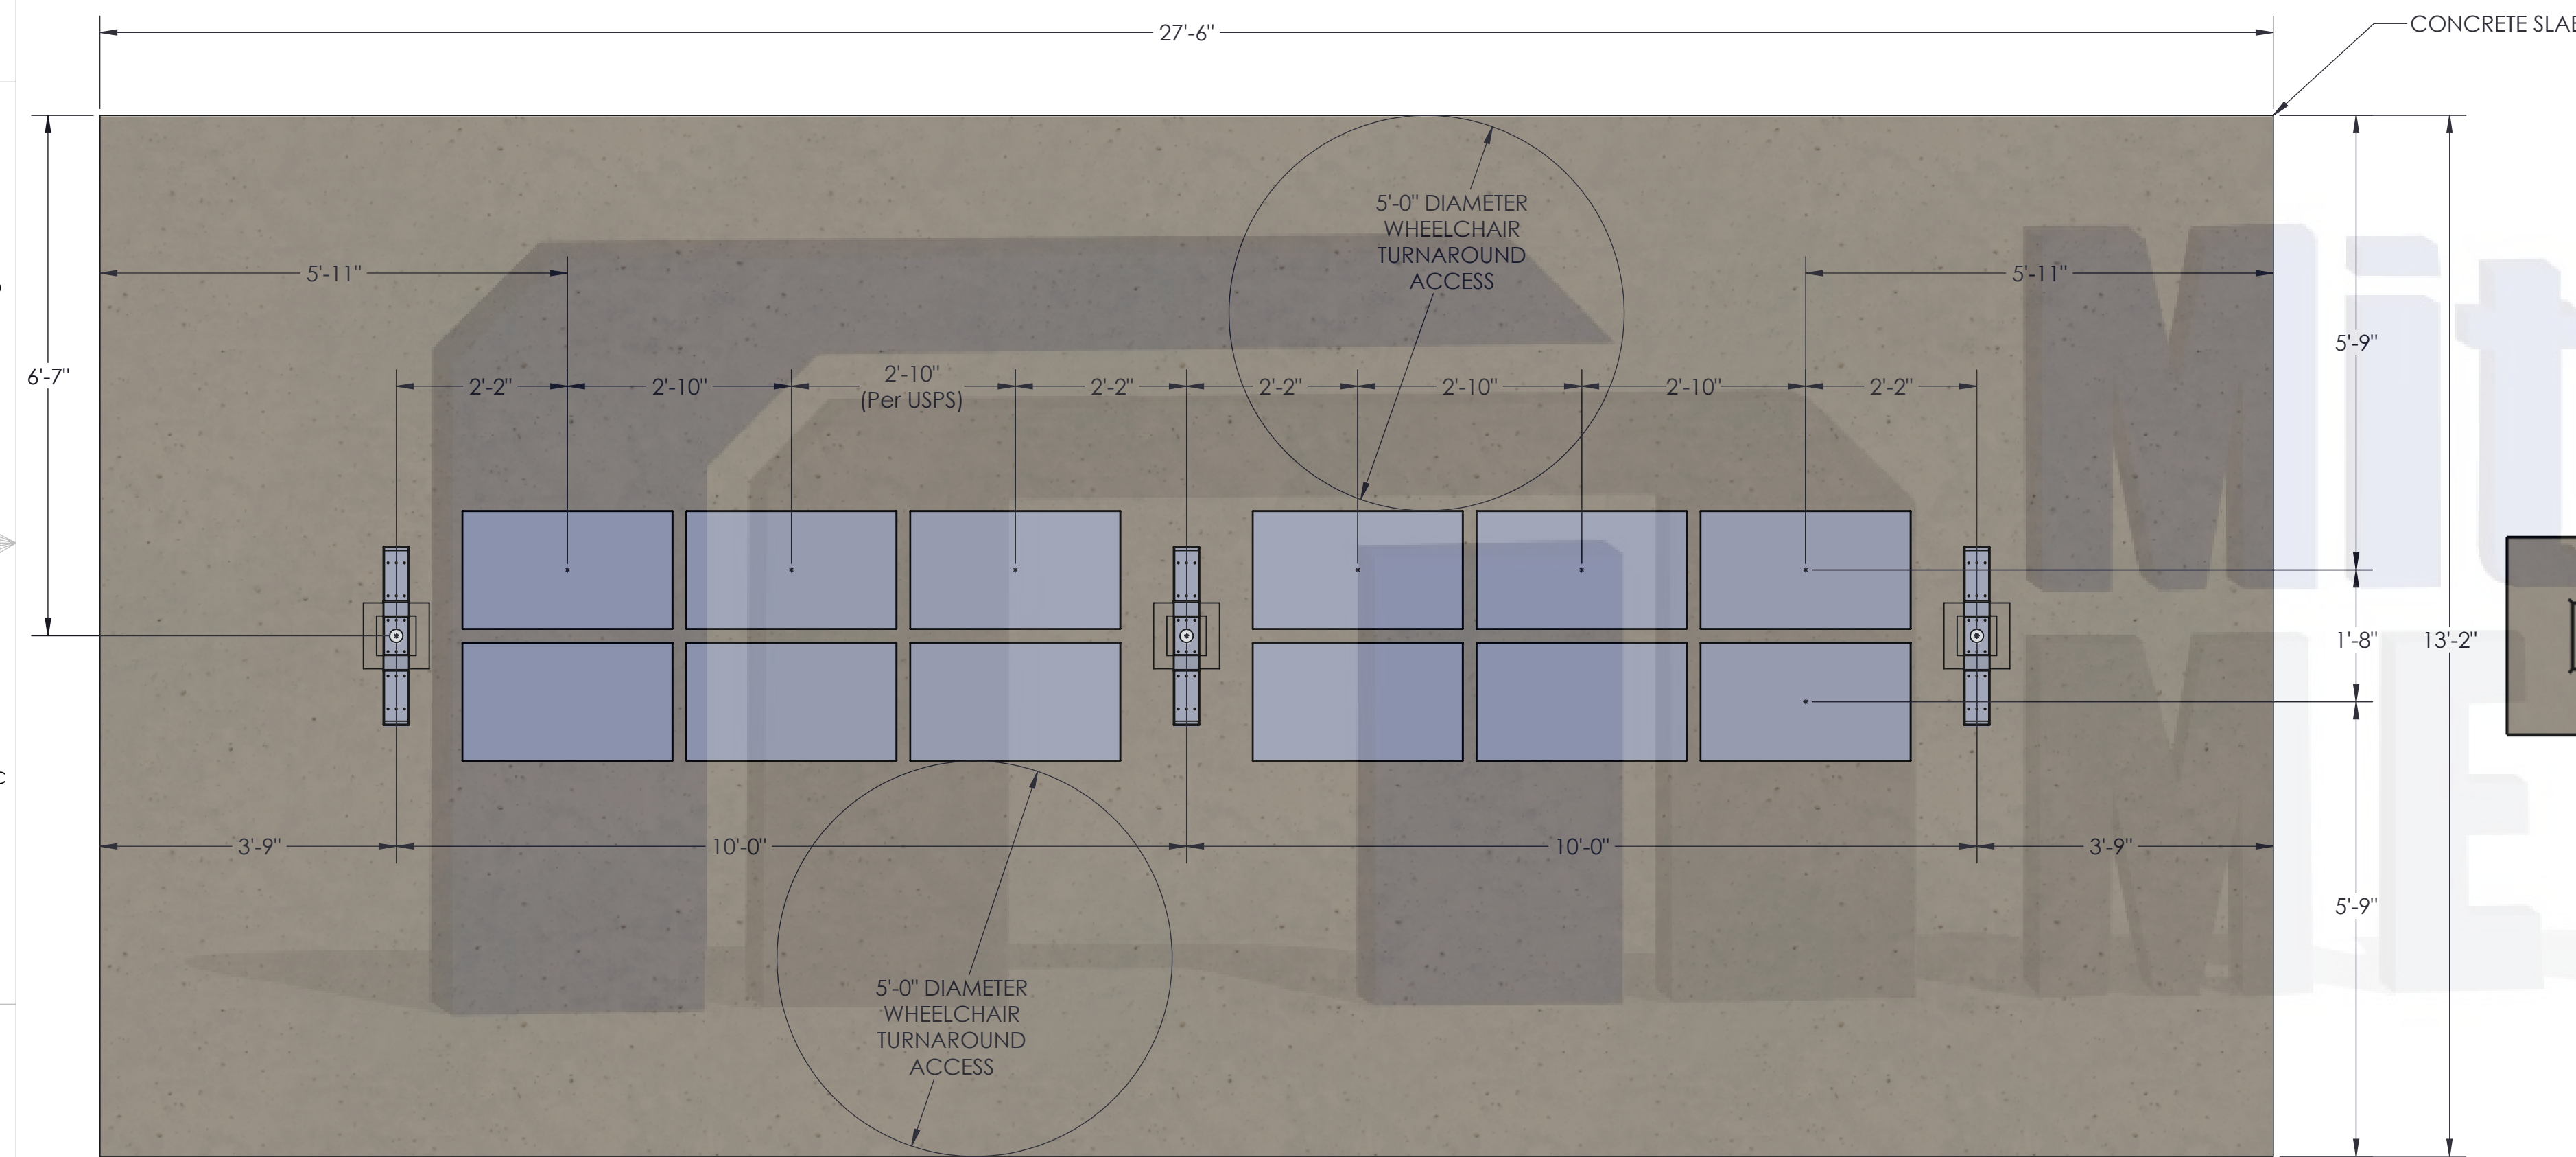 27'-6"
CONCRETE SLAB
5'-0" DIAMETER
WHEELCHAIR
TURNAROUND
ACCESS
5'-11"
5'-11"
5'-9"
6'-7"
2'-2"
2'-10"
2'-10"
(Per USPS)
2'-2"
2'-2"
2'-10"
2'-10"
2'-2"
1'-8"
13'-2"
3'-9"
10'-0"
10'-0"
3'-9"
5'-9"
5'-0" DIAMETER
WHEELCHAIR
TURNAROUND
ACCESS
Mit
ME